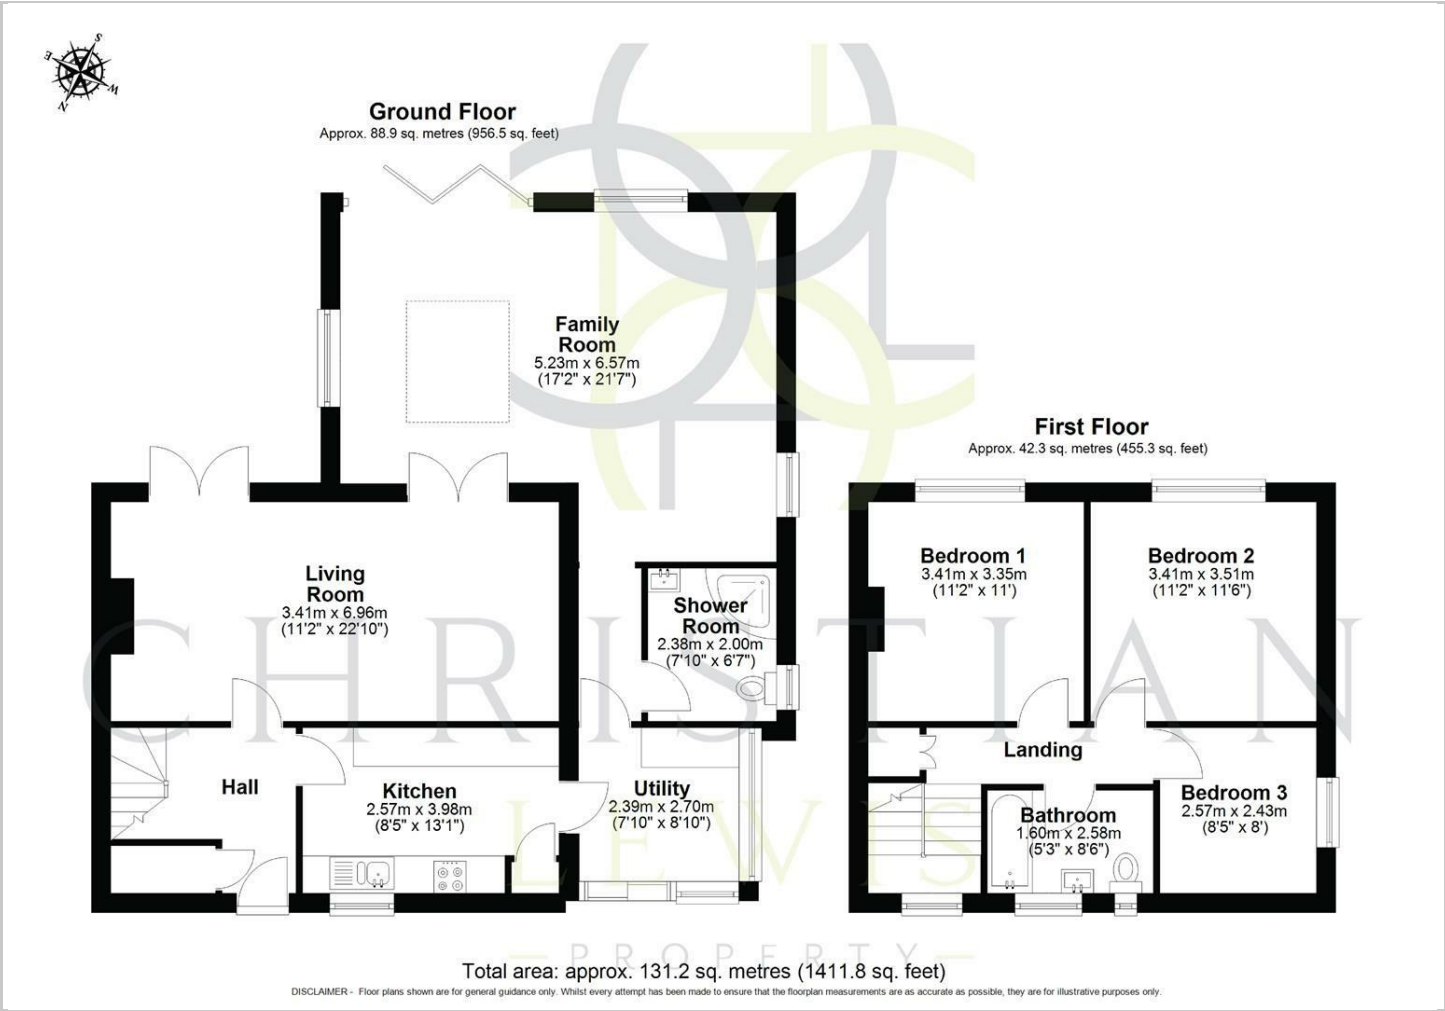 S
E
W
N
Ground Floor
Approx. 88.9 sq. metres (956.5 sq. feet)
Family
Room
5.23m x 6.57m
(17'2" x 21'7")
First Floor
Approx. 42.3 sq. metres (455.3 sq. feet)
Living
Room
3.41m x 6.96m
(11'2" x 22'10")
Shower
Room
2.38m x 2.00m
(7'10" x 6'7")
Bedroom 1
3.41m x 3.35m
(11'2" x 11')
Bedroom 2
3.41m x 3.51m
(11'2" x 11'6")
CHRISTIAN
Hall
Kitchen
2.57m x 3.98m
(8'5" x 13'1")
Utility
2.39m x 2.70m
(7'10" x 8'10")
Landing
Bathroom
1.60m x 2.58m
(5'3" x 8'6")
Bedroom 3
2.57m x 2.43m
(8'5" x 8')
LEWIS
PROPERTY
Total area: approx. 131.2 sq. metres (1411.8 sq. feet)
DISCLAIMER - Floor plans shown are for general guidance only. Whilst every attempt has been made to ensure that the floorplan measurements are as accurate as possible, they are for illustrative purposes only.